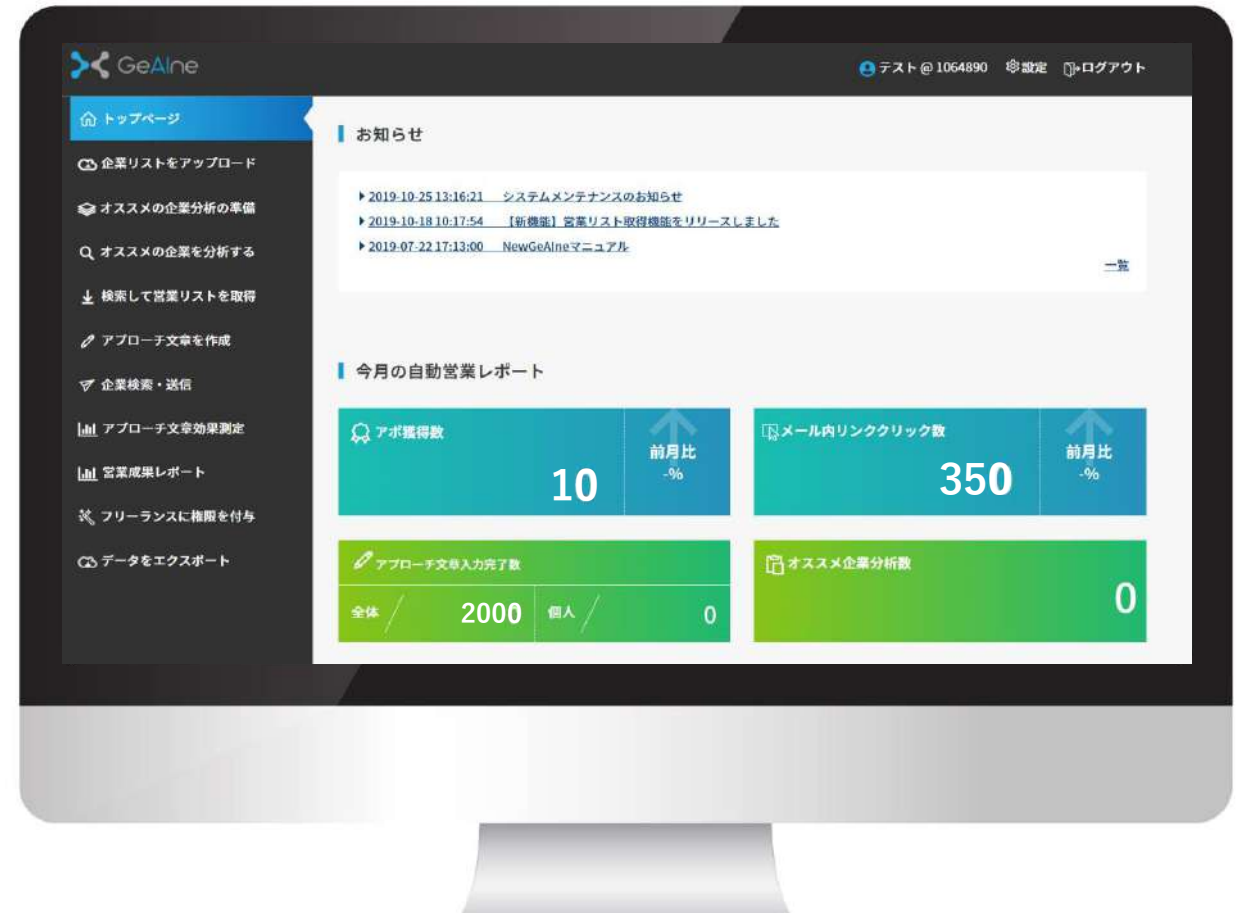 GeAIne
テスト@1064890 設定 ログアウト
トップページ
企業リストをアップロード
オススメの企業分析の準備
オススメの企業を分析する
検索して営業リストを取得
アプローチ文章を作成
企業検索・送信
アプローチ文章効果測定
営業成果レポート
フリーランスに権限を付与
データをエクスポート
お知らせ
2019-10-25 13:16:21 システムメンテナンスのお知らせ
2019-10-18 10:17:54 【新機能】営業リスト取得機能をリリースしました
2019-07-22 17:13:00 NewGeAIneマニュアル
一覧
今月の自動営業レポート
アポ獲得数
10
前月比
-%
メール内リンククリック数
350
前月比
-%
アプローチ文章入力完了数
全体 2000 個人 0
オススメ企業分析数
0